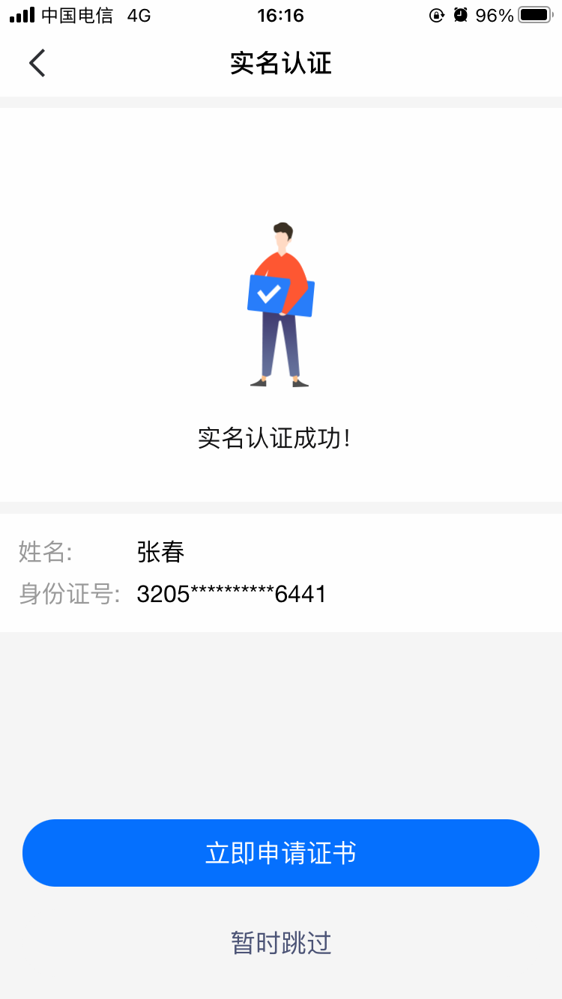 中国电信 4G 16:16 96%
实名认证
实名认证成功!
姓名: 张春
身份证号: 3205**********6441
立即申请证书
暂时跳过